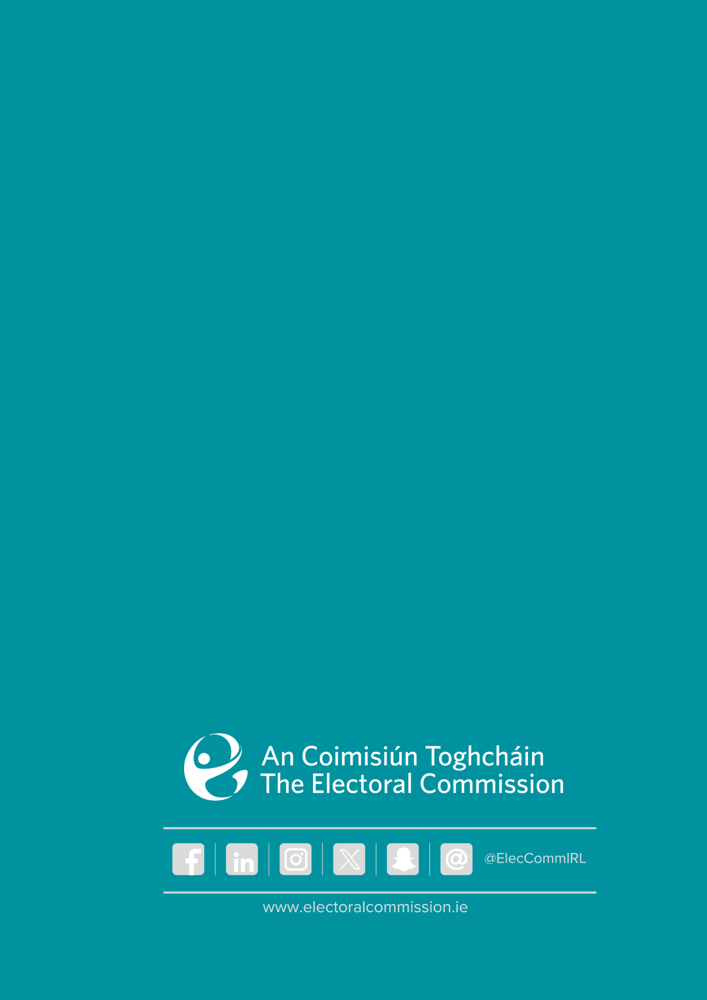 An Coimisiún Toghcháin
The Electoral Commission
@ElecCommIRL
www.electoralcommission.ie